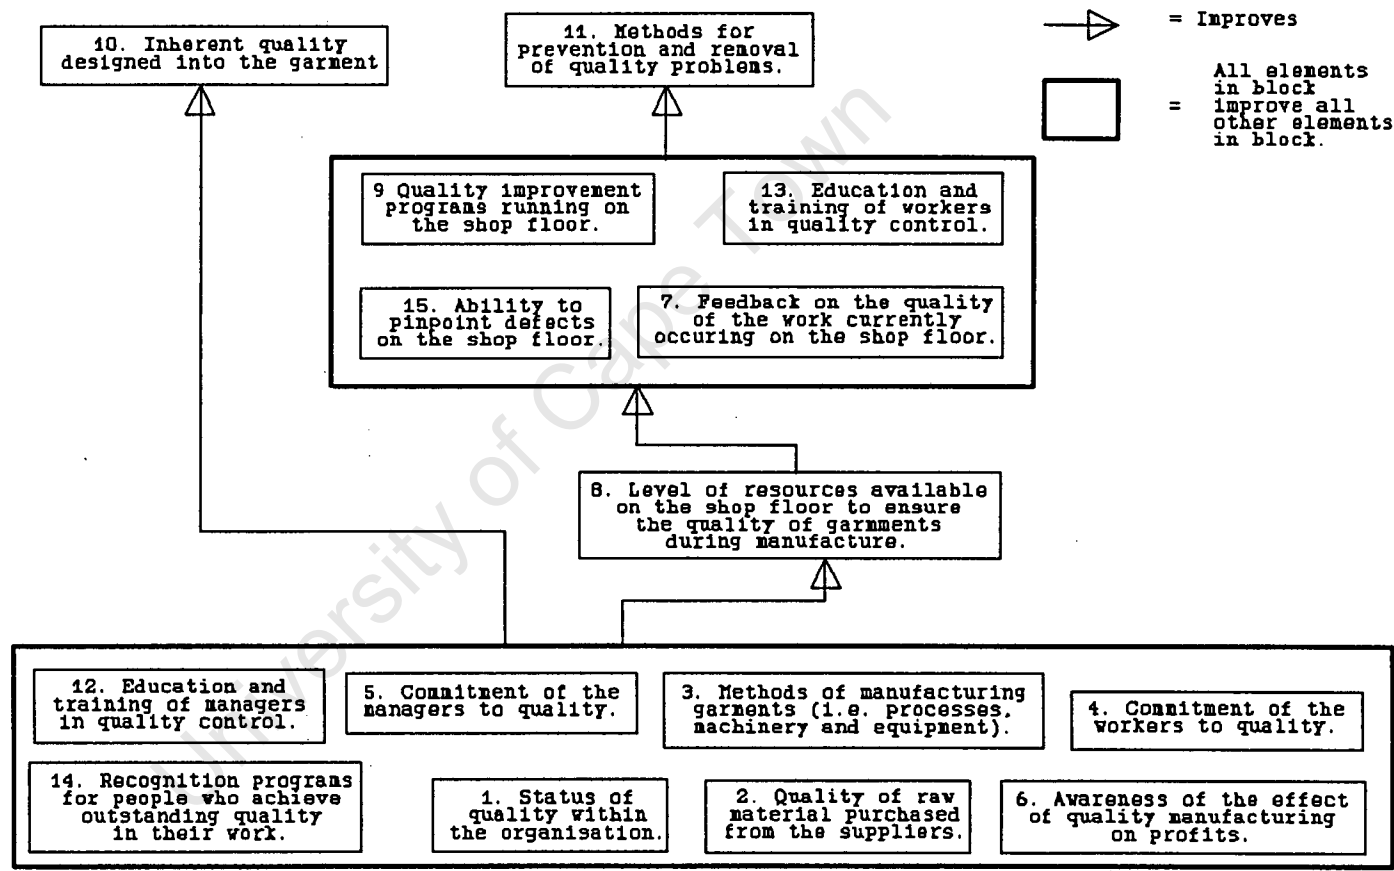 10. Inherent quality
designed into the garment
11. Methods for
prevention and removal
of quality problems.
= Improves
All elements
in block
= improve all
other elements
in block.
9 Quality improvement
programs running on
the shop floor.
13. Education and
training of workers
in quality control.
15. Ability to
pinpoint defects
on the shop floor.
7. Feedback on the quality
of the work currently
occuring on the shop floor.
8. Level of resources available
on the shop floor to ensure
the quality of garnments
during manufacture.
12. Education and
training of managers
in quality control.
5. Commitment of the
managers to quality.
3. Methods of manufacturing
garments (i.e. processes,
machinery and equipment).
4. Commitment of the
workers to quality.
14. Recognition programs
for people who achieve
outstanding quality
in their work.
1. Status of
quality within
the organisation.
2. Quality of raw
material purchased
from the suppliers.
6. Awareness of the effect
of quality manufacturing
on profits.
University of Cape Town